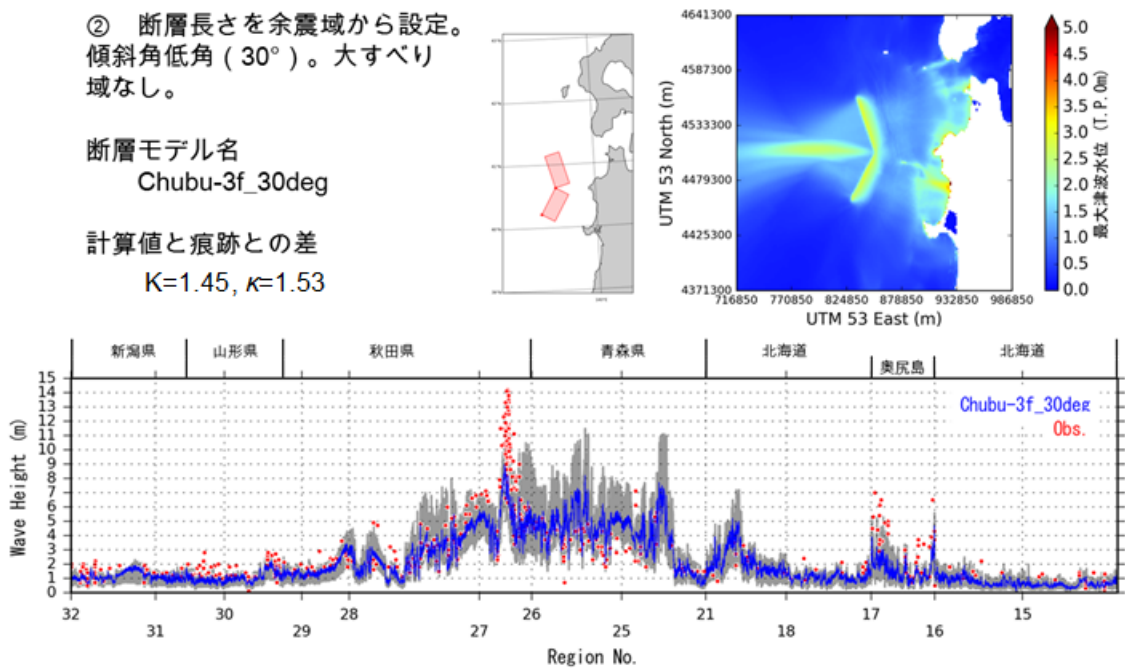 ② 断層長さを余震域から設定。
傾斜角低角（30°）。大すべり
域なし。
断層モデル名
Chubu-3f_30deg
計算値と痕跡との差
K=1.45, κ=1.53
UTM 53 North (m)
4641300
4587300
4533300
4479300
4425300
4371300
716850 770850 824850 878850 932850 986850
UTM 53 East (m)
5.0
4.5
4.0
3.5
3.0
2.5
2.0
1.5
1.0
0.5
0.0
最大津波水位 (T.P.0m)
新潟県 山形県 秋田県 青森県 北海道 奥尻島 北海道
Wave Height (m)
15
14
13
12
11
10
9
8
7
6
5
4
3
2
1
0
Chubu-3f_30deg
Obs.
32 30 28 26 21 17 15
31 29 27 25 18 16
Region No.